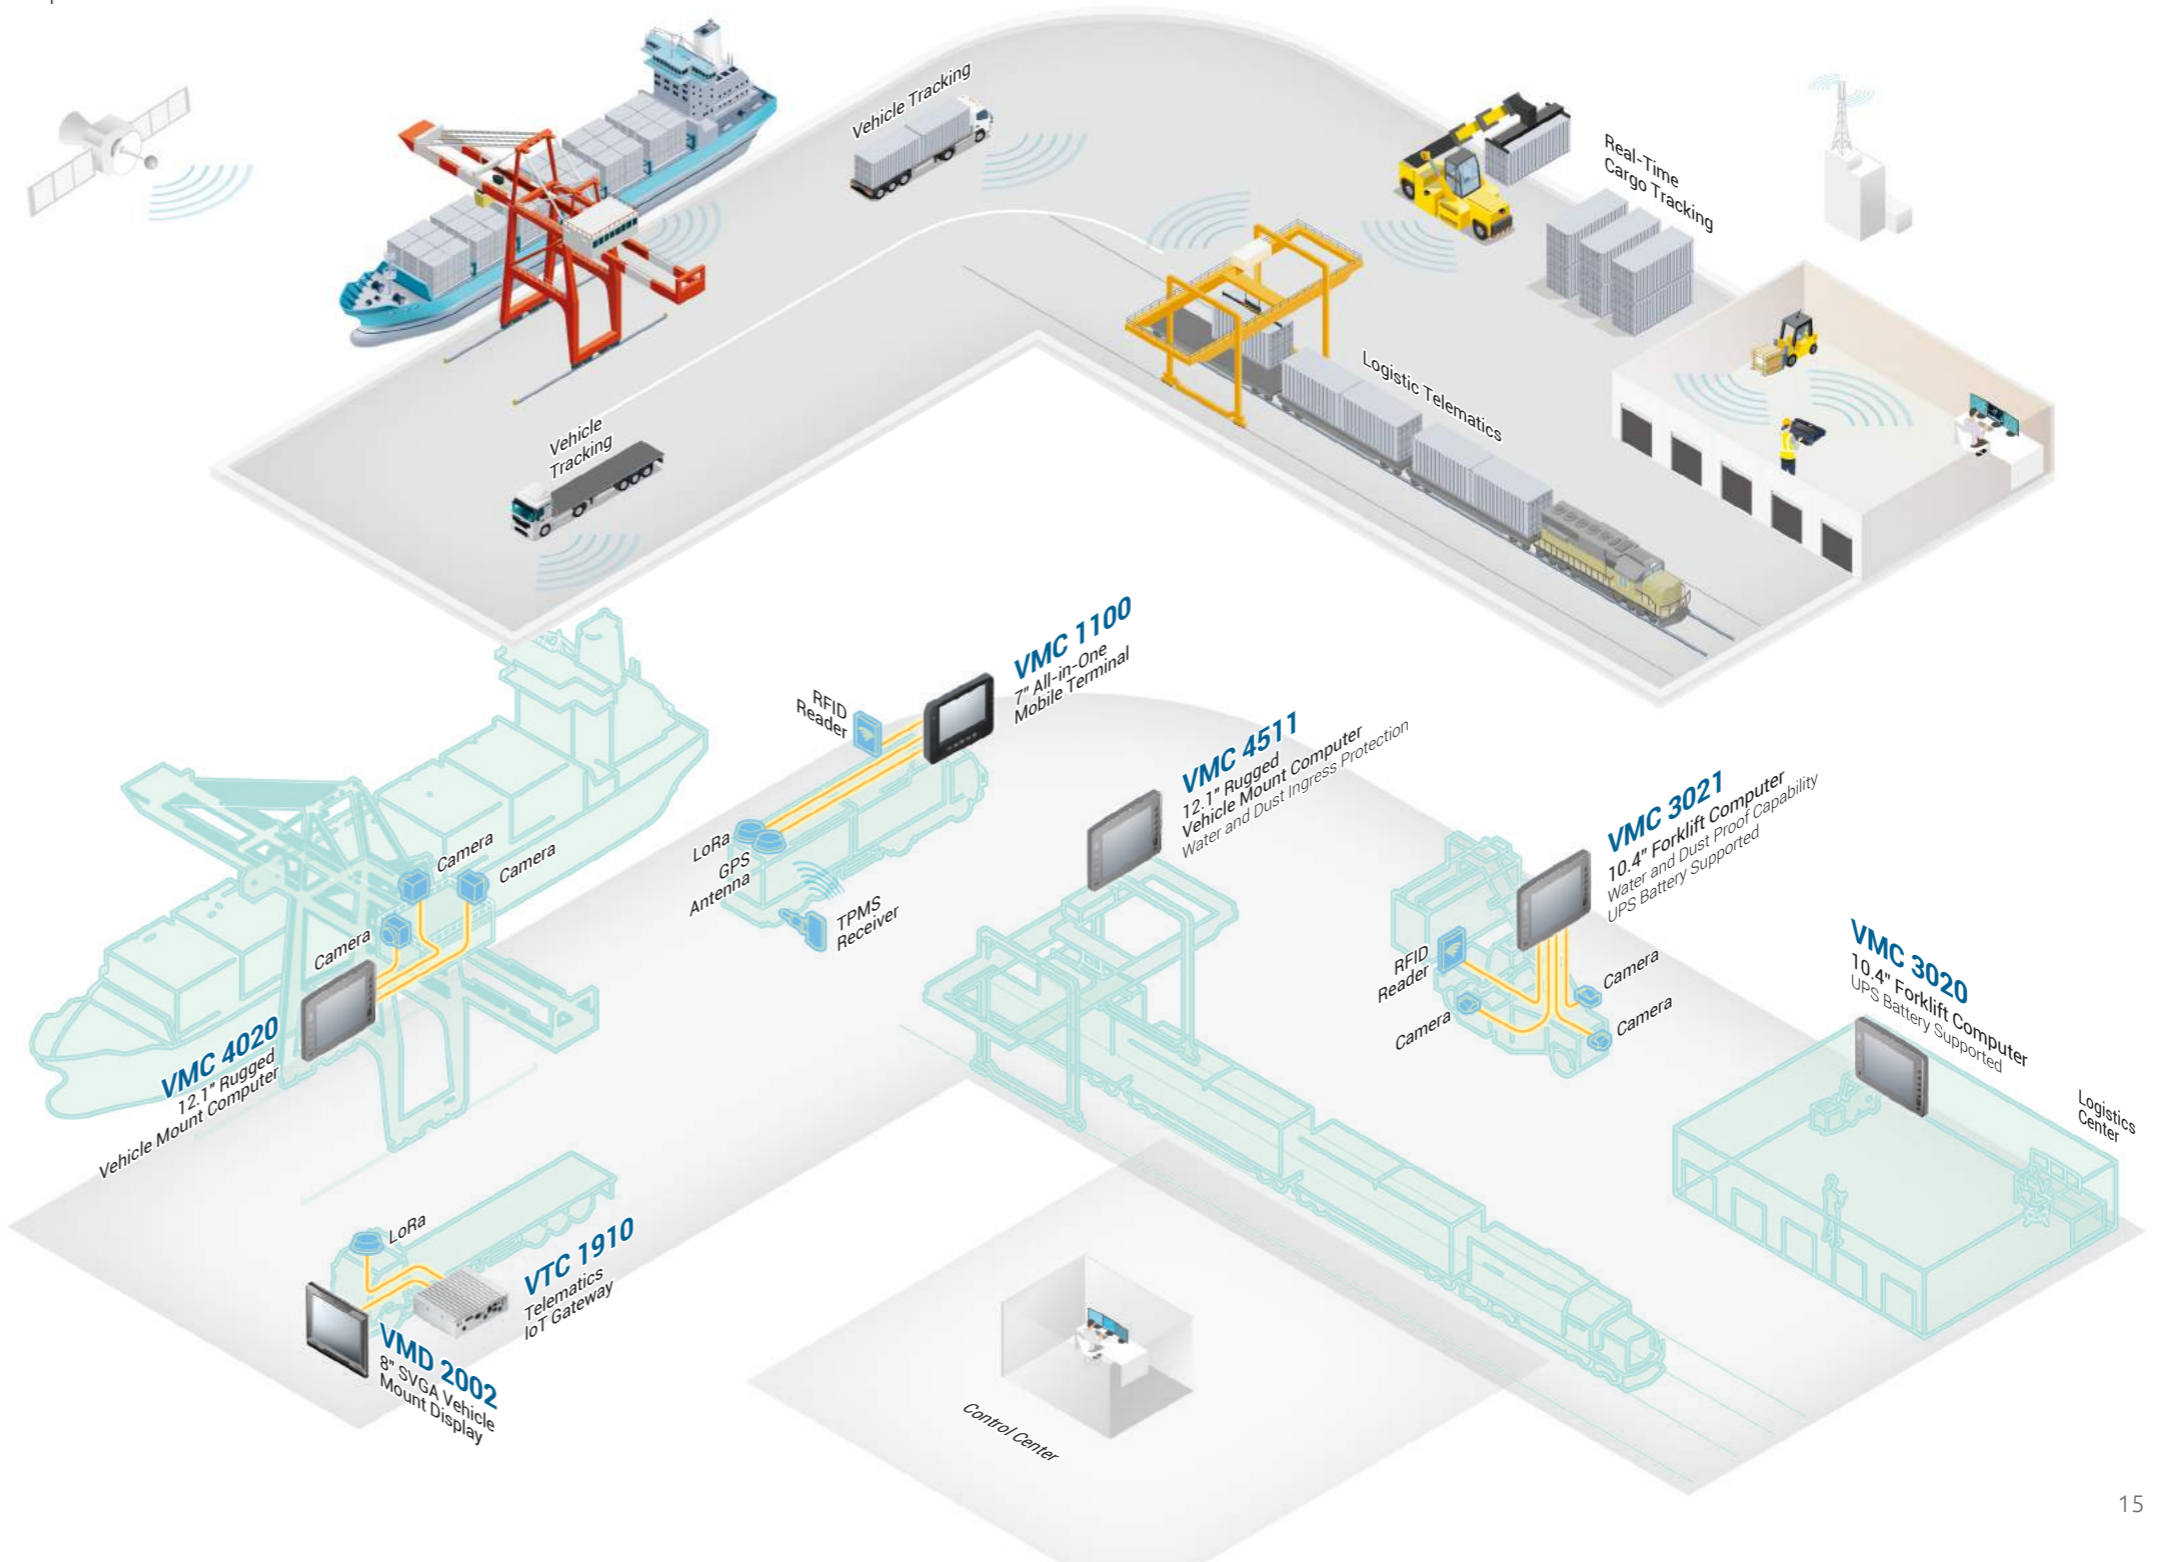 Vehicle Tracking
Real-Time
Cargo Tracking
Logistic Telematics
Vehicle
Tracking
VMC 1100
7" All-in-One
Mobile Terminal
RFID
Reader
LoRa
GPS
Antenna
TPMS
Receiver
VMC 4511
12.1" Rugged
Vehicle Mount Computer
Water and Dust Ingress Protection
VMC 3021
10.4" Forklift Computer
Water and Dust Proof Capability
UPS Battery Supported
RFID
Reader
Camera
Camera
Camera
Camera
Camera
Camera
VMC 4020
12.1" Rugged
Vehicle Mount Computer
VMC 3020
10.4" Forklift Computer
UPS Battery Supported
Logistics
Center
LoRa
VTC 1910
Telematics
IoT Gateway
VMD 2002
8" SVGA Vehicle
Mount Display
Control Center
15